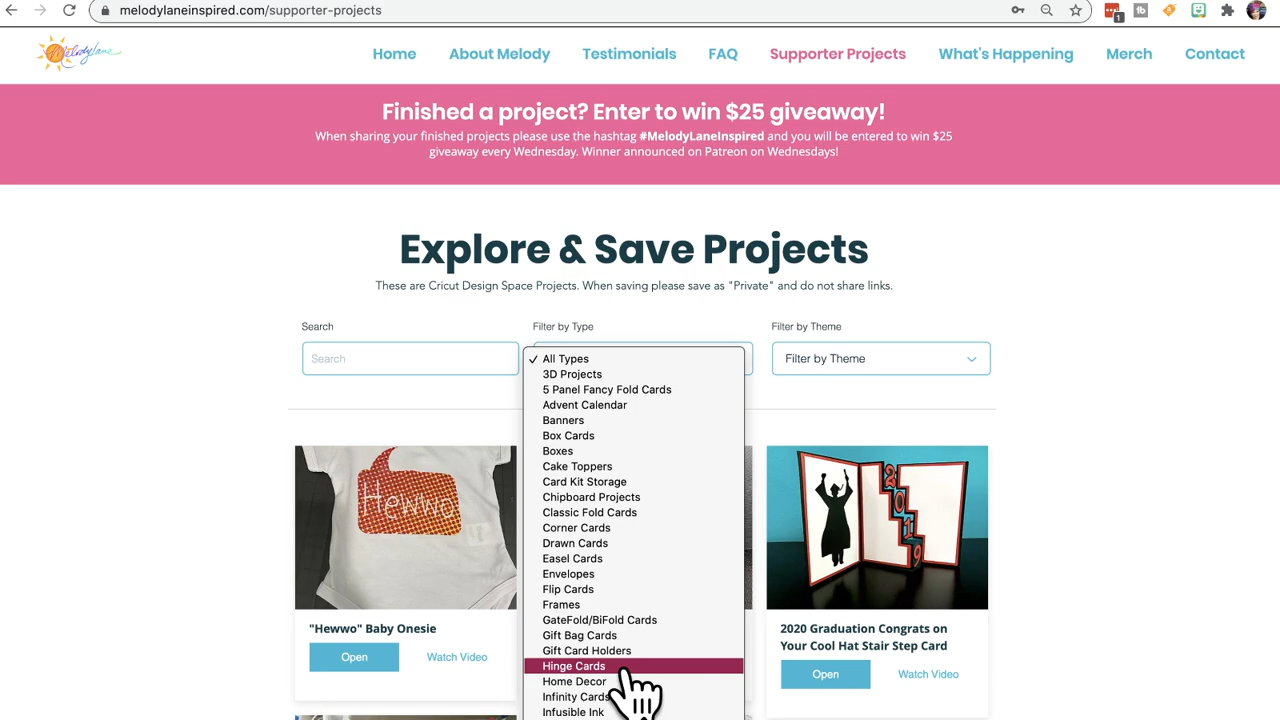 melodylaneinspired.com/supporter-projects
1
MelodyLane
Home About Melody Testimonials FAQ Supporter Projects What's Happening Merch Contact
Finished a project? Enter to win $25 giveaway!
When sharing your finished projects please use the hashtag #MelodyLaneInspired and you will be entered to win $25
giveaway every Wednesday. Winner announced on Patreon on Wednesdays!
Explore & Save Projects
These are Cricut Design Space Projects. When saving please save as "Private" and do not share links.
Search
Search
Filter by Type
✓ All Types
3D Projects
5 Panel Fancy Fold Cards
Advent Calendar
Banners
Box Cards
Boxes
Cake Toppers
Card Kit Storage
Chipboard Projects
Classic Fold Cards
Corner Cards
Drawn Cards
Easel Cards
Envelopes
Flip Cards
Frames
GateFold/BiFold Cards
Gift Bag Cards
Gift Card Holders
Hinge Cards
Home Decor
Infinity Cards
Infusible Ink
Filter by Theme
Filter by Theme
Hewwo
"Hewwo" Baby Onesie
Open Watch Video
2019
2020 Graduation Congrats on
Your Cool Hat Stair Step Card
Open Watch Video